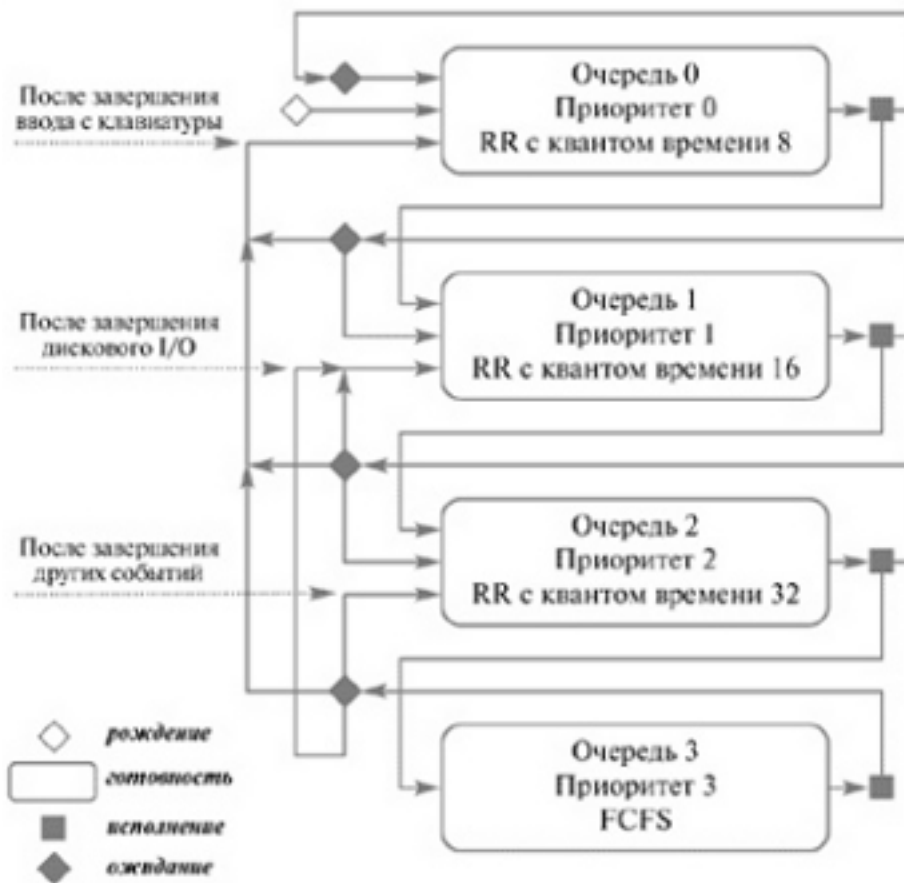 Очередь 0
Приоритет 0
RR с квантом времени 8
После завершения
ввода с клавиатуры
Очередь 1
Приоритет 1
RR с квантом времени 16
После завершения
дискового I/O
Очередь 2
Приоритет 2
RR с квантом времени 32
После завершения
других событий
Очередь 3
Приоритет 3
FCFS
рождение
готовность
исполнение
ожидание